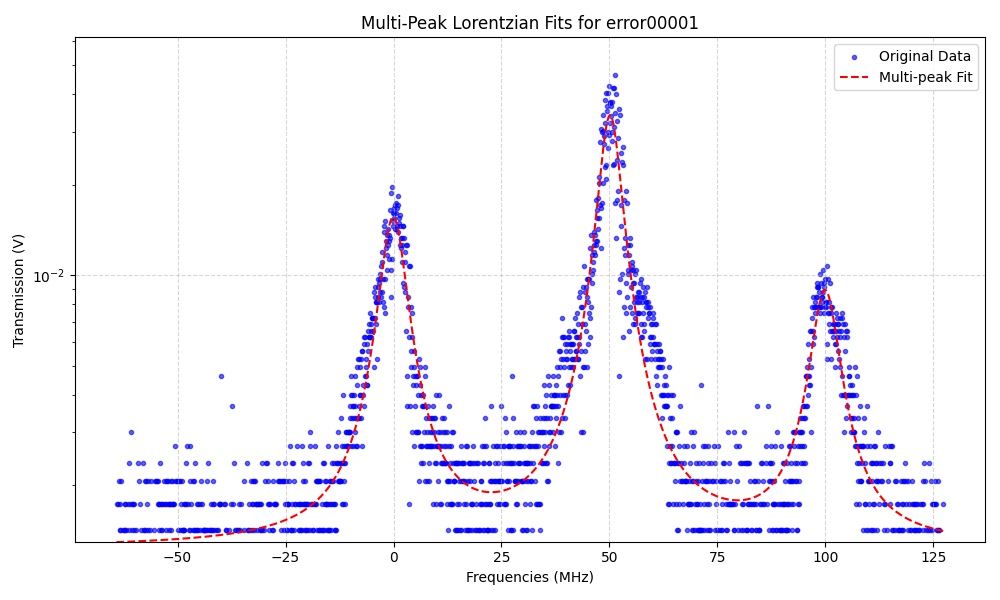 Multi-Peak Lorentzian Fits for error00001
Original Data
Multi-peak Fit
Transmission (V)
10⁻²
−50
−25
0
25
50
75
100
125
Frequencies (MHz)